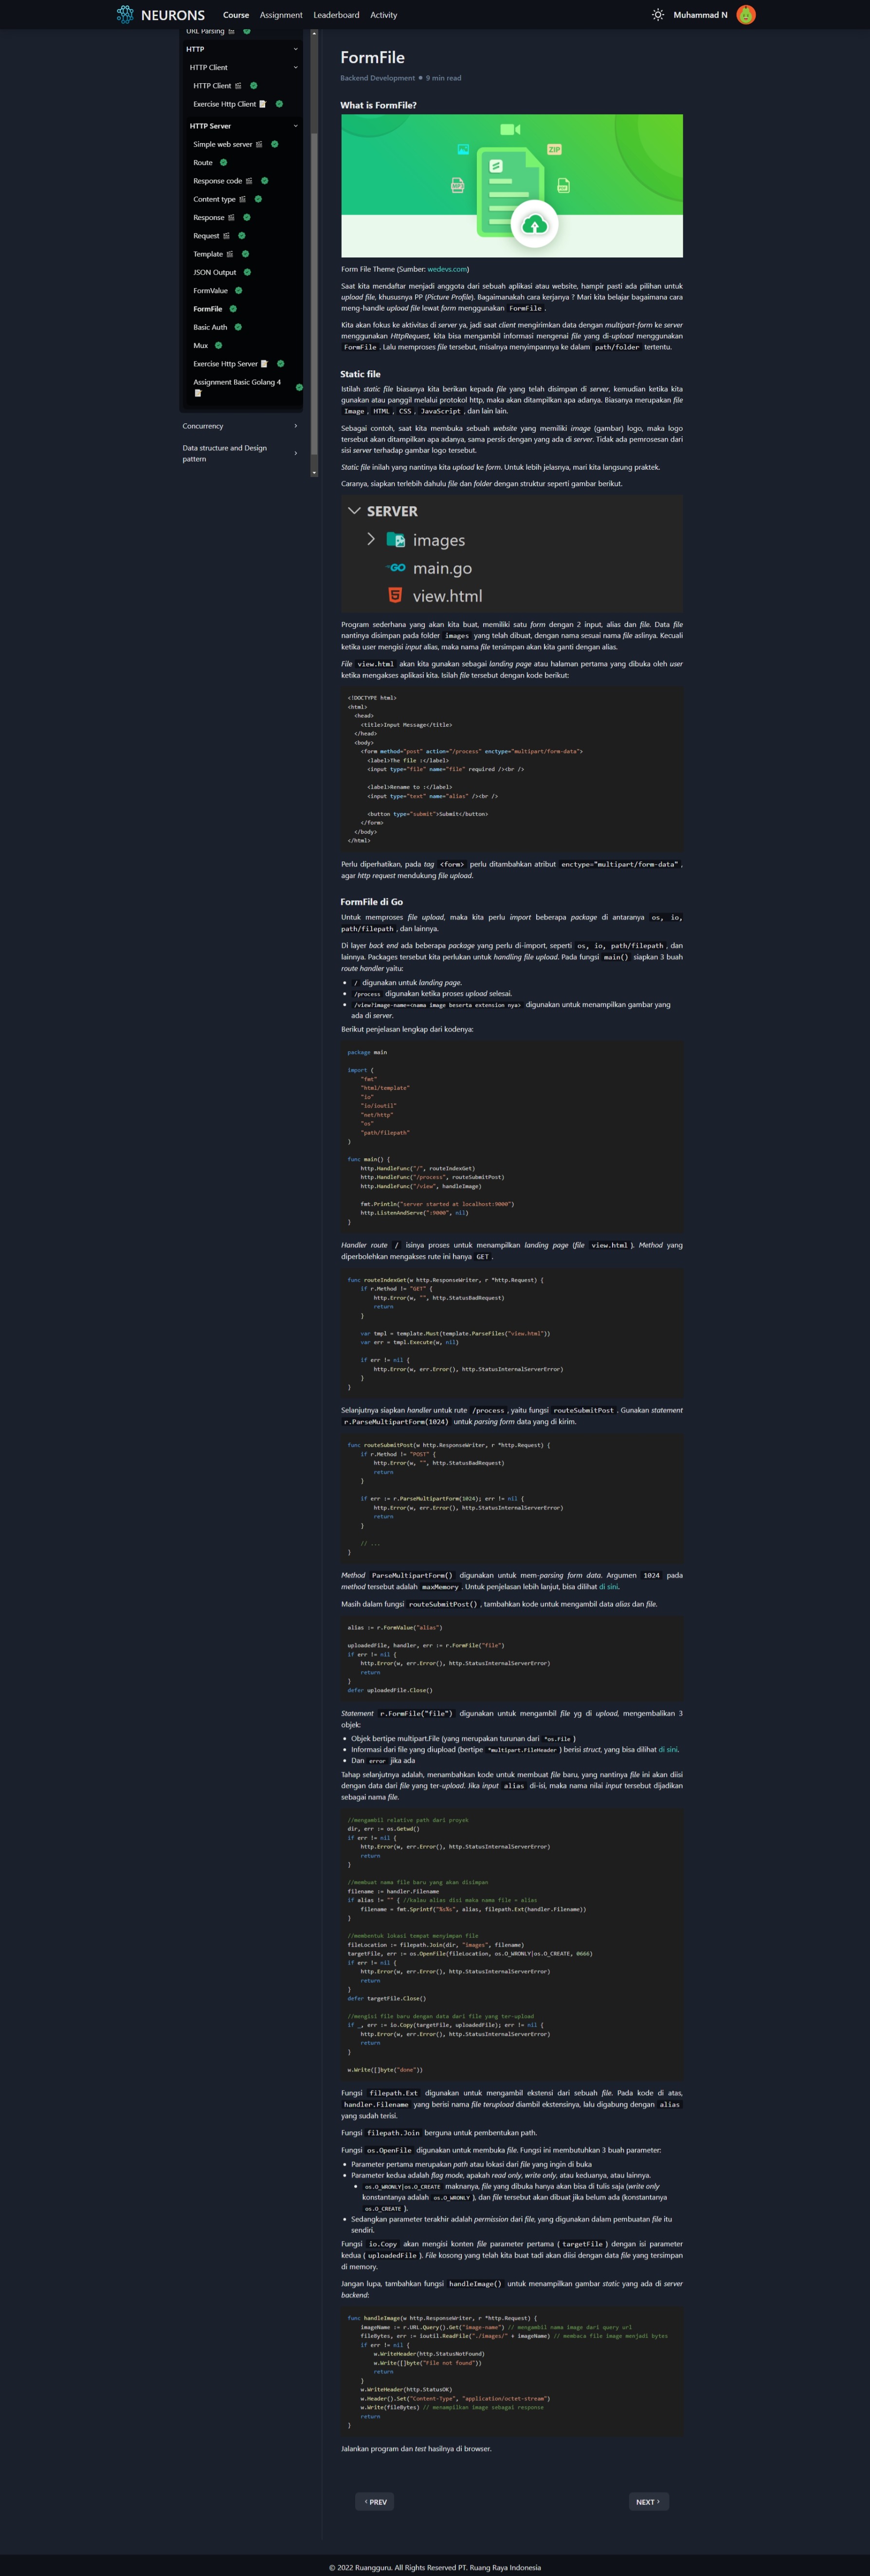 NEURONS Course Assignment Leaderboard Activity Muhammad N
URL Parsing
HTTP
HTTP Client
HTTP Client
Exercise Http Client
HTTP Server
Simple web server
Route
Response code
Content type
Response
Request
Template
JSON Output
FormValue
FormFile
Basic Auth
Mux
Exercise Http Server
Assignment Basic Golang 4
Concurrency
Data structure and Design
pattern
FormFile
Backend Development • 9 min read
What is FormFile?
ZIP
MP3
PDF
Form File Theme (Sumber: wedevs.com)
Saat kita mendaftar menjadi anggota dari sebuah aplikasi atau website, hampir pasti ada pilihan untuk
upload file, khususnya PP (Picture Profile). Bagaimanakah cara kerjanya ? Mari kita belajar bagaimana cara
meng-handle upload file lewat form menggunakan FormFile .
Kita akan fokus ke aktivitas di server ya, jadi saat client mengirimkan data dengan multipart-form ke server
menggunakan HttpRequest, kita bisa mengambil informasi mengenai file yang di-upload menggunakan
FormFile . Lalu memproses file tersebut, misalnya menyimpannya ke dalam path/folder tertentu.
Static file
Istilah static file biasanya kita berikan kepada file yang telah disimpan di server, kemudian ketika kita
gunakan atau panggil melalui protokol http, maka akan ditampilkan apa adanya. Biasanya merupakan file
Image , HTML , CSS , JavaScript , dan lain lain.
Sebagai contoh, saat kita membuka sebuah website yang memiliki image (gambar) logo, maka logo
tersebut akan ditampilkan apa adanya, sama persis dengan yang ada di server. Tidak ada pemrosesan dari
sisi server terhadap gambar logo tersebut.
Static file inilah yang nantinya kita upload ke form. Untuk lebih jelasnya, mari kita langsung praktek.
Caranya, siapkan terlebih dahulu file dan folder dengan struktur seperti gambar berikut.
SERVER
images
GO main.go
view.html
Program sederhana yang akan kita buat, memiliki satu form dengan 2 input, alias dan file. Data file
nantinya disimpan pada folder images yang telah dibuat, dengan nama sesuai nama file aslinya. Kecuali
ketika user mengisi input alias, maka nama file tersimpan akan kita ganti dengan alias.
File view.html akan kita gunakan sebagai landing page atau halaman pertama yang dibuka oleh user
ketika mengakses aplikasi kita. Isilah file tersebut dengan kode berikut:
<!DOCTYPE html>
<html>
<head>
<title>Input Message</title>
</head>
<body>
<form method="post" action="/process" enctype="multipart/form-data">
<label>The file :</label>
<input type="file" name="file" required /><br />
<label>Rename to :</label>
<input type="text" name="alias" /><br />
<button type="submit">Submit</button>
</form>
</body>
</html>
Perlu diperhatikan, pada tag <form> perlu ditambahkan atribut enctype="multipart/form-data" ,
agar http request mendukung file upload.
FormFile di Go
Untuk memproses file upload, maka kita perlu import beberapa package di antaranya os, io,
path/filepath , dan lainnya.
Di layer back end ada beberapa package yang perlu di-import, seperti os, io, path/filepath , dan
lainnya. Packages tersebut kita perlukan untuk handling file upload. Pada fungsi main() siapkan 3 buah
route handler yaitu:
• / digunakan untuk landing page.
• /process digunakan ketika proses upload selesai.
• /view?image-name=<nama image beserta extension nya> digunakan untuk menampilkan gambar yang
ada di server.
Berikut penjelasan lengkap dari kodenya:
package main
import (
"fmt"
"html/template"
"io"
"io/ioutil"
"net/http"
"os"
"path/filepath"
)
func main() {
http.HandleFunc("/", routeIndexGet)
http.HandleFunc("/process", routeSubmitPost)
http.HandleFunc("/view", handleImage)
fmt.Println("server started at localhost:9000")
http.ListenAndServe(":9000", nil)
}
Handler route / isinya proses untuk menampilkan landing page (file view.html ). Method yang
diperbolehkan mengakses rute ini hanya GET .
func routeIndexGet(w http.ResponseWriter, r *http.Request) {
if r.Method != "GET" {
http.Error(w, "", http.StatusBadRequest)
return
}
var tmpl = template.Must(template.ParseFiles("view.html"))
var err = tmpl.Execute(w, nil)
if err != nil {
http.Error(w, err.Error(), http.StatusInternalServerError)
}
}
Selanjutnya siapkan handler untuk rute /process , yaitu fungsi routeSubmitPost . Gunakan statement
r.ParseMultipartForm(1024) untuk parsing form data yang di kirim.
func routeSubmitPost(w http.ResponseWriter, r *http.Request) {
if r.Method != "POST" {
http.Error(w, "", http.StatusBadRequest)
return
}
if err := r.ParseMultipartForm(1024); err != nil {
http.Error(w, err.Error(), http.StatusInternalServerError)
return
}
// ...
}
Method ParseMultipartForm() digunakan untuk mem-parsing form data. Argumen 1024 pada
method tersebut adalah maxMemory . Untuk penjelasan lebih lanjut, bisa dilihat di sini.
Masih dalam fungsi routeSubmitPost() , tambahkan kode untuk mengambil data alias dan file.
alias := r.FormValue("alias")
uploadedFile, handler, err := r.FormFile("file")
if err != nil {
http.Error(w, err.Error(), http.StatusInternalServerError)
return
}
defer uploadedFile.Close()
Statement r.FormFile("file") digunakan untuk mengambil file yg di upload, mengembalikan 3
objek:
• Objek bertipe multipart.File (yang merupakan turunan dari *os.File )
• Informasi dari file yang diupload (bertipe *multipart.FileHeader ) berisi struct, yang bisa dilihat di sini.
• Dan error jika ada
Tahap selanjutnya adalah, menambahkan kode untuk membuat file baru, yang nantinya file ini akan diisi
dengan data dari file yang ter-upload. Jika input alias di-isi, maka nama nilai input tersebut dijadikan
sebagai nama file.
//mengambil relative path dari proyek
dir, err := os.Getwd()
if err != nil {
http.Error(w, err.Error(), http.StatusInternalServerError)
return
}
//membuat nama file baru yang akan disimpan
filename := handler.Filename
if alias != "" { //kalau alias diisi maka nama file = alias
filename = fmt.Sprintf("%s%s", alias, filepath.Ext(handler.Filename))
}
//membentuk lokasi tempat menyimpan file
fileLocation := filepath.Join(dir, "images", filename)
targetFile, err := os.OpenFile(fileLocation, os.O_WRONLY|os.O_CREATE, 0666)
if err != nil {
http.Error(w, err.Error(), http.StatusInternalServerError)
return
}
defer targetFile.Close()
//mengisi file baru dengan data dari file yang ter-upload
if _, err := io.Copy(targetFile, uploadedFile); err != nil {
http.Error(w, err.Error(), http.StatusInternalServerError)
return
}
w.Write([]byte("done"))
Fungsi filepath.Ext digunakan untuk mengambil ekstensi dari sebuah file. Pada kode di atas,
handler.Filename yang berisi nama file terupload diambil ekstensinya, lalu digabung dengan alias
yang sudah terisi.
Fungsi filepath.Join berguna untuk pembentukan path.
Fungsi os.OpenFile digunakan untuk membuka file. Fungsi ini membutuhkan 3 buah parameter:
• Parameter pertama merupakan path atau lokasi dari file yang ingin di buka
• Parameter kedua adalah flag mode, apakah read only, write only, atau keduanya, atau lainnya.
• os.O_WRONLY|os.O_CREATE maknanya, file yang dibuka hanya akan bisa di tulis saja (write only
konstantanya adalah os.O_WRONLY ), dan file tersebut akan dibuat jika belum ada (konstantanya
os.O_CREATE ).
• Sedangkan parameter terakhir adalah permission dari file, yang digunakan dalam pembuatan file itu
sendiri.
Fungsi io.Copy akan mengisi konten file parameter pertama ( targetFile ) dengan isi parameter
kedua ( uploadedFile ). File kosong yang telah kita buat tadi akan diisi dengan data file yang tersimpan
di memory.
Jangan lupa, tambahkan fungsi handleImage() untuk menampilkan gambar static yang ada di server
backend:
func handleImage(w http.ResponseWriter, r *http.Request) {
imageName := r.URL.Query().Get("image-name") // mengambil nama image dari query url
fileBytes, err := ioutil.ReadFile("./images/" + imageName) // membaca file image menjadi bytes
if err != nil {
w.WriteHeader(http.StatusNotFound)
w.Write([]byte("File not found"))
return
}
w.WriteHeader(http.StatusOK)
w.Header().Set("Content-Type", "application/octet-stream")
w.Write(fileBytes) // menampilkan image sebagai response
return
}
Jalankan program dan test hasilnya di browser.
‹ PREV NEXT ›
© 2022 Ruangguru. All Rights Reserved PT. Ruang Raya Indonesia